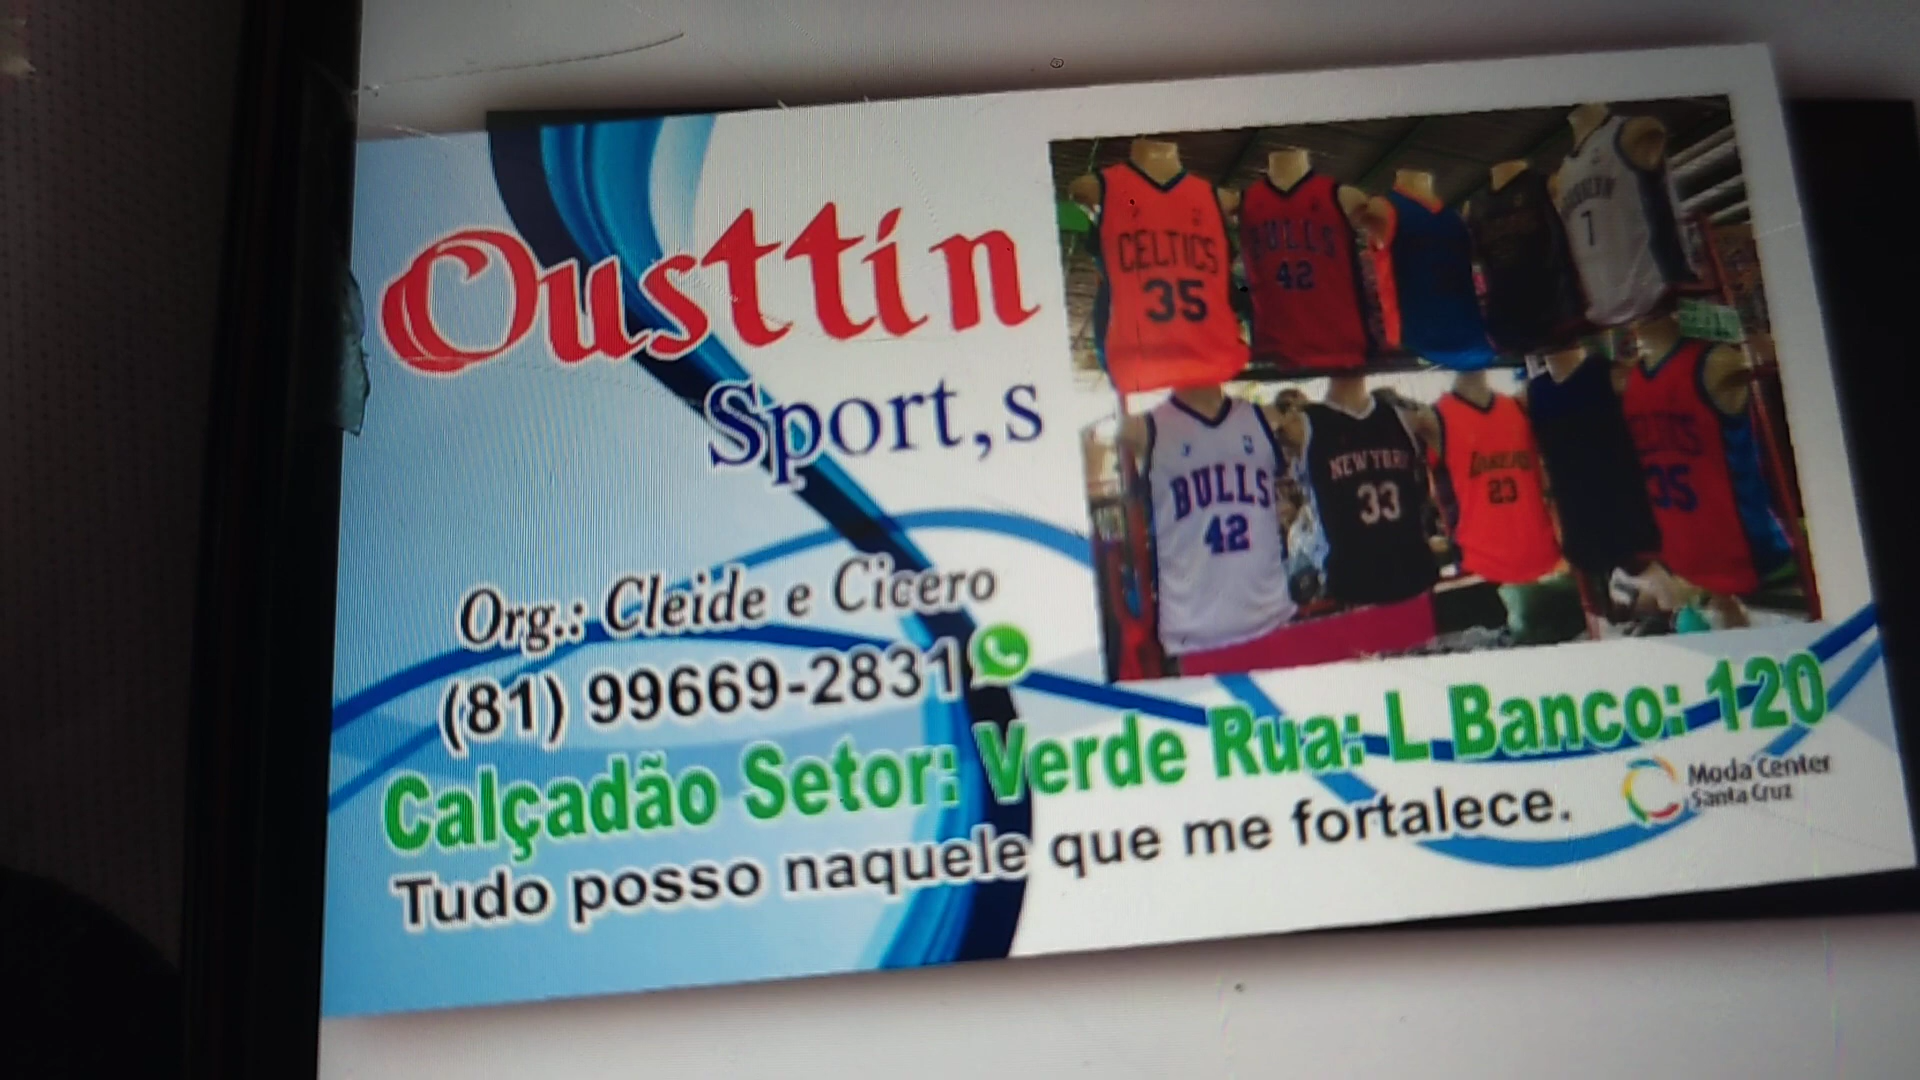 Ousttin
Sport,s
Org.: Cleide e Cicero
(81) 99669-2831
Calçadão Setor: Verde Rua: L Banco: 120
Tudo posso naquele que me fortalece.
Moda Center
Santa Cruz
CELTICS
35
BULLS
42
7
BULLS
42
NEW YORK
33
23
35